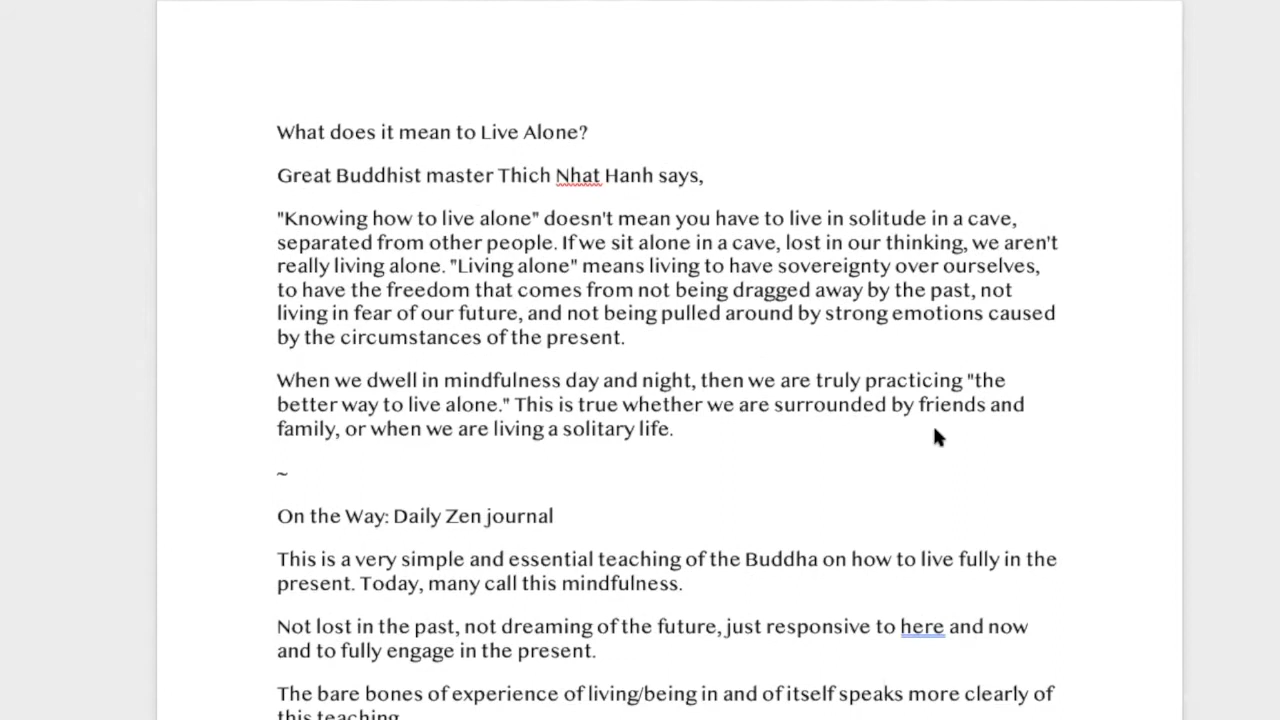 What does it mean to Live Alone?
Great Buddhist master Thich Nhat Hanh says,
"Knowing how to live alone" doesn't mean you have to live in solitude in a cave,
separated from other people. If we sit alone in a cave, lost in our thinking, we aren't
really living alone. "Living alone" means living to have sovereignty over ourselves,
to have the freedom that comes from not being dragged away by the past, not
living in fear of our future, and not being pulled around by strong emotions caused
by the circumstances of the present.
When we dwell in mindfulness day and night, then we are truly practicing "the
better way to live alone." This is true whether we are surrounded by friends and
family, or when we are living a solitary life.
~
On the Way: Daily Zen journal
This is a very simple and essential teaching of the Buddha on how to live fully in the
present. Today, many call this mindfulness.
Not lost in the past, not dreaming of the future, just responsive to here and now
and to fully engage in the present.
The bare bones of experience of living/being in and of itself speaks more clearly of
this teaching